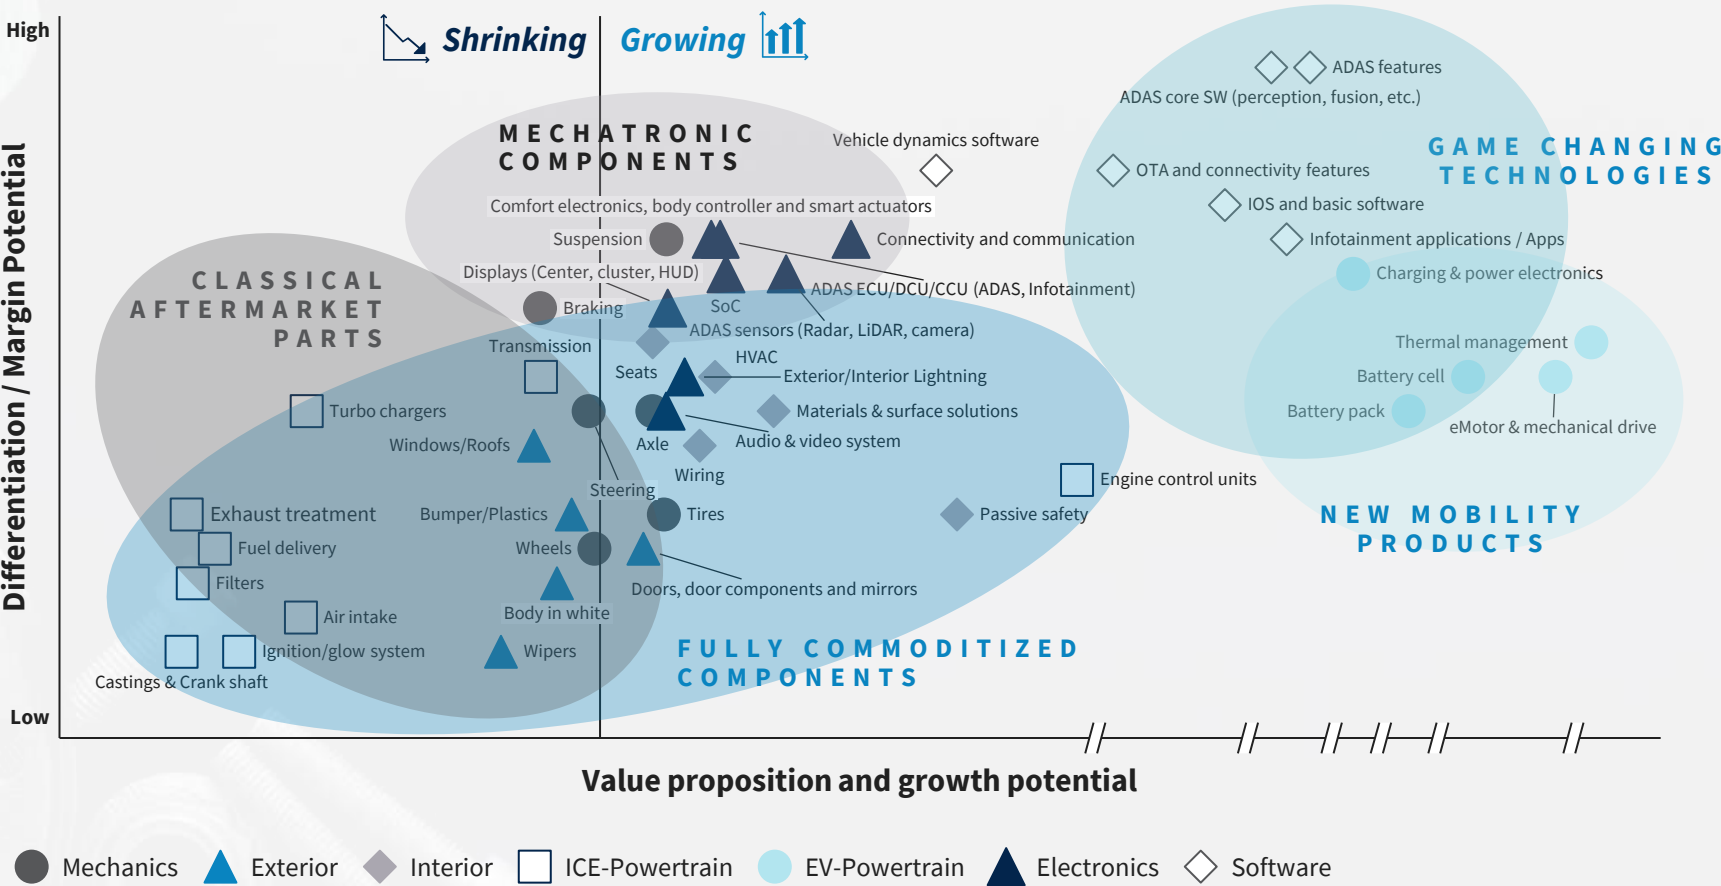 High
Shrinking
Growing
ADAS features
ADAS core SW (perception, fusion, etc.)
MECHATRONIC
COMPONENTS
Vehicle dynamics software
GAME CHANGING
TECHNOLOGIES
OTA and connectivity features
IOS and basic software
Comfort electronics, body controller and smart actuators
Suspension
Connectivity and communication
Infotainment applications / Apps
Displays (Center, cluster, HUD)
Charging & power electronics
CLASSICAL
AFTERMARKET
PARTS
ADAS ECU/DCU/CCU (ADAS, Infotainment)
Braking
SoC
ADAS sensors (Radar, LiDAR, camera)
Transmission
Thermal management
HVAC
Seats
Exterior/Interior Lightning
Battery cell
Turbo chargers
Materials & surface solutions
Battery pack
eMotor & mechanical drive
Windows/Roofs
Axle
Audio & video system
Wiring
Engine control units
Steering
Exhaust treatment
Bumper/Plastics
Tires
Passive safety
NEW MOBILITY
PRODUCTS
Fuel delivery
Wheels
Filters
Doors, door components and mirrors
Air intake
Body in white
Ignition/glow system
Wipers
FULLY COMMODITIZED
COMPONENTS
Castings & Crank shaft
Low
Differentiation / Margin Potential
Value proposition and growth potential
Mechanics
Exterior
Interior
ICE-Powertrain
EV-Powertrain
Electronics
Software